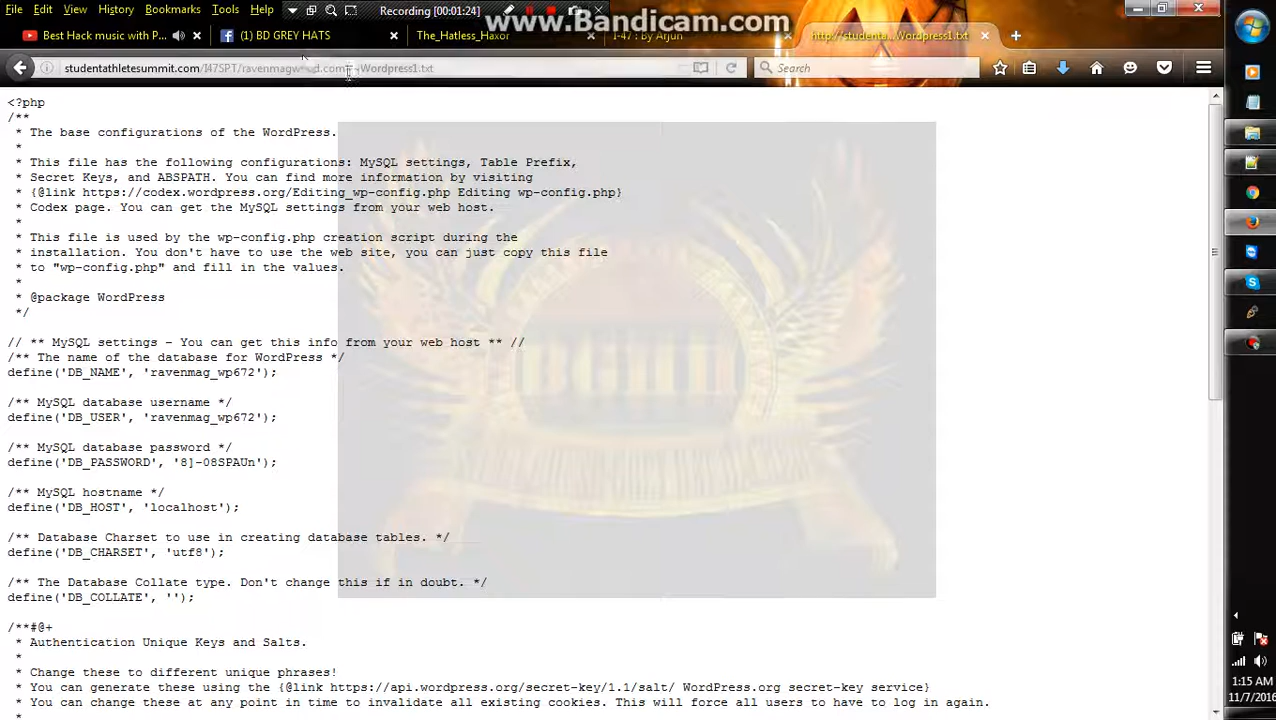 File Edit View History Bookmarks Tools Help
Recording [00:01:24]
www.Bandicam.com
Best Hack music with P...
(1) BD GREY HATS
The_Hatless_Haxor
I-47 : By Arjun
http://studenta...Wordpress1.txt
Search
<?php
/**
 * The base configurations of the WordPress.
 *
 * This file has the following configurations: MySQL settings, Table Prefix,
 * Secret Keys, and ABSPATH. You can find more information by visiting
 * {@link https://codex.wordpress.org/Editing_wp-config.php Editing wp-config.php}
 * Codex page. You can get the MySQL settings from your web host.
 *
 * This file is used by the wp-config.php creation script during the
 * installation. You don't have to use the web site, you can just copy this file
 * to "wp-config.php" and fill in the values.
 *
 * @package WordPress
 */
// ** MySQL settings - You can get this info from your web host ** //
/** The name of the database for WordPress */
define('DB_NAME', 'ravenmag_wp672');
/** MySQL database username */
define('DB_USER', 'ravenmag_wp672');
/** MySQL database password */
define('DB_PASSWORD', '8]-08SPAUn');
/** MySQL hostname */
define('DB_HOST', 'localhost');
/** Database Charset to use in creating database tables. */
define('DB_CHARSET', 'utf8');
/** The Database Collate type. Don't change this if in doubt. */
define('DB_COLLATE', '');
/**#@+
 * Authentication Unique Keys and Salts.
 *
 * Change these to different unique phrases!
 * You can generate these using the {@link https://api.wordpress.org/secret-key/1.1/salt/ WordPress.org secret-key service}
 * You can change these at any point in time to invalidate all existing cookies. This will force all users to have to log in again.
 *
1:15 AM
11/7/2016